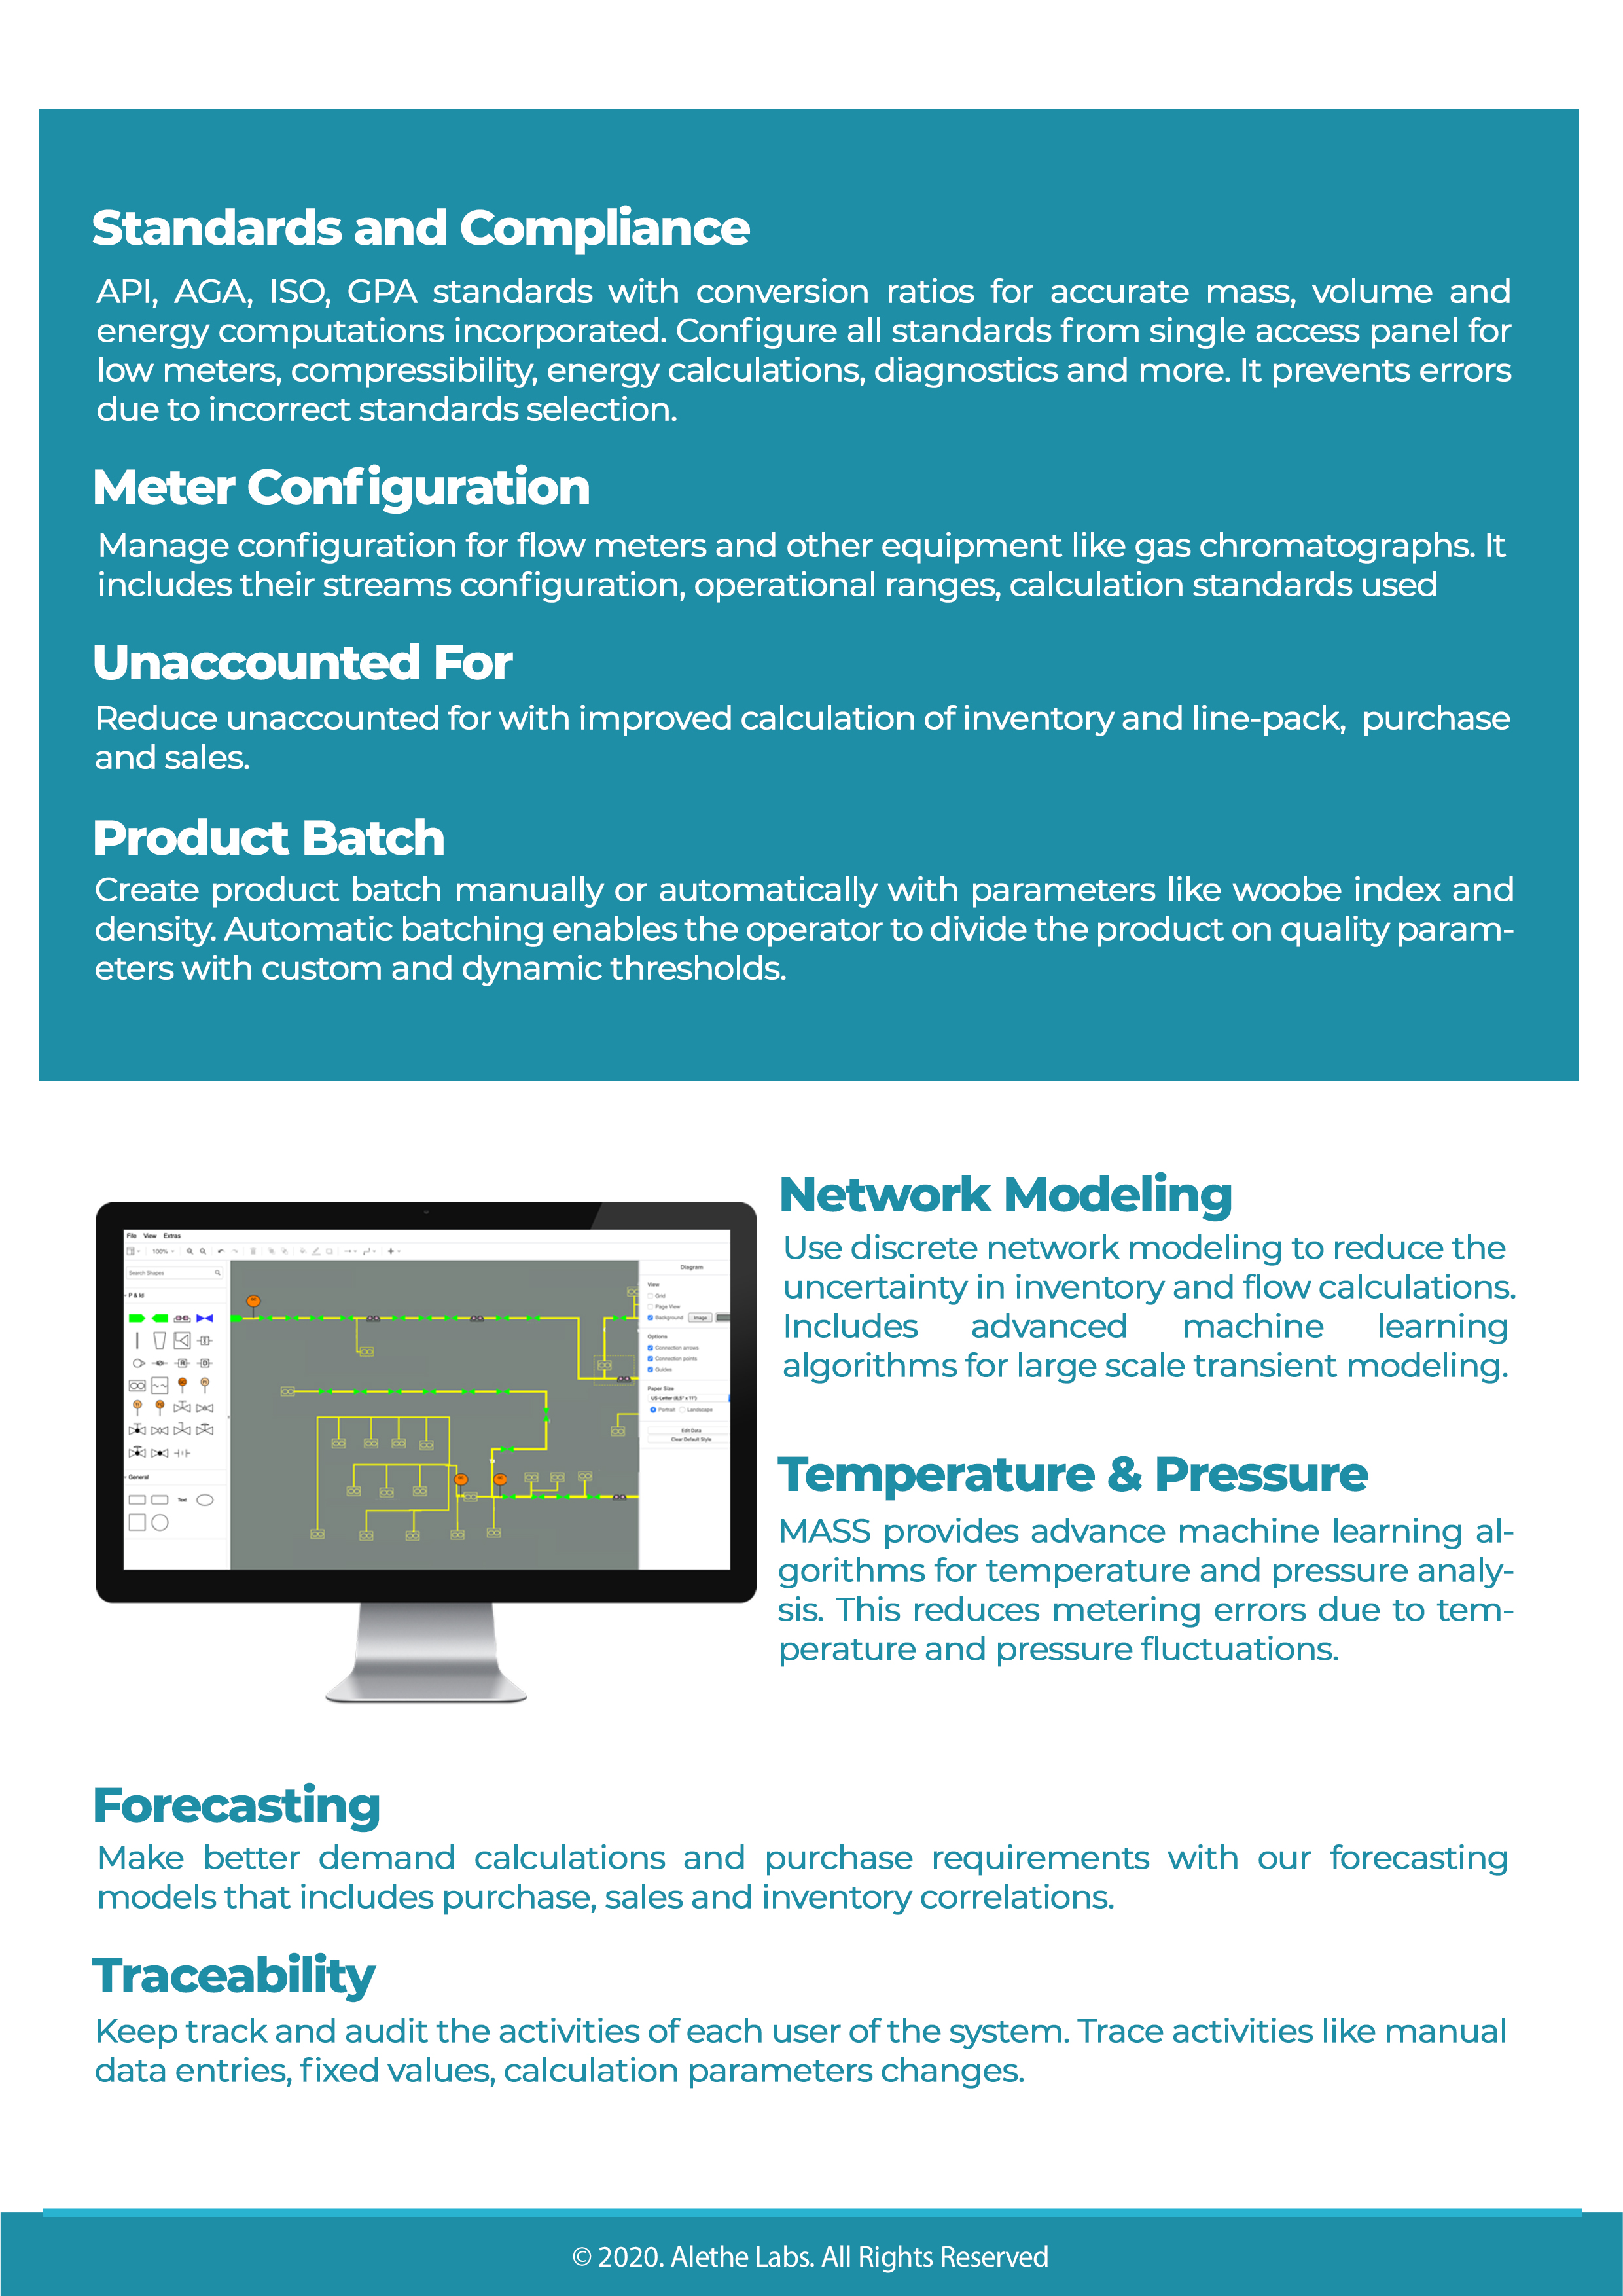 Standards and Compliance
API, AGA, ISO, GPA standards with conversion ratios for accurate mass, volume and
energy computations incorporated. Configure all standards from single access panel for
low meters, compressibility, energy calculations, diagnostics and more. It prevents errors
due to incorrect standards selection.
Meter Configuration
Manage configuration for flow meters and other equipment like gas chromatographs. It
includes their streams configuration, operational ranges, calculation standards used
Unaccounted For
Reduce unaccounted for with improved calculation of inventory and line-pack, purchase
and sales.
Product Batch
Create product batch manually or automatically with parameters like woobe index and
density. Automatic batching enables the operator to divide the product on quality param-
eters with custom and dynamic thresholds.
File View Extras
100%
Search Shapes
P & Id
General
Text
Diagram
View
Grid
Page View
Background Image
Options
Connection arrows
Connection points
Guides
Paper Size
US-Letter (8,5" x 11")
Portrait Landscape
Edit Data
Clear Default Style
Network Modeling
Use discrete network modeling to reduce the
uncertainty in inventory and flow calculations.
Includes advanced machine learning
algorithms for large scale transient modeling.
Temperature & Pressure
MASS provides advance machine learning al-
gorithms for temperature and pressure analy-
sis. This reduces metering errors due to tem-
perature and pressure fluctuations.
Forecasting
Make better demand calculations and purchase requirements with our forecasting
models that includes purchase, sales and inventory correlations.
Traceability
Keep track and audit the activities of each user of the system. Trace activities like manual
data entries, fixed values, calculation parameters changes.
© 2020. Alethe Labs. All Rights Reserved